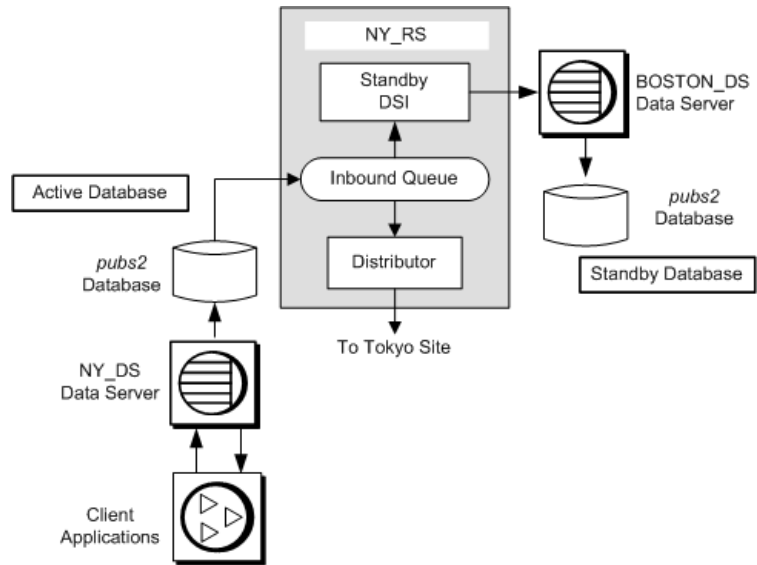 NY_RS
Standby
DSI
BOSTON_DS
Data Server
Inbound Queue
Active Database
pubs2
Database
pubs2
Database
Distributor
Standby Database
To Tokyo Site
NY_DS
Data Server
Client
Applications